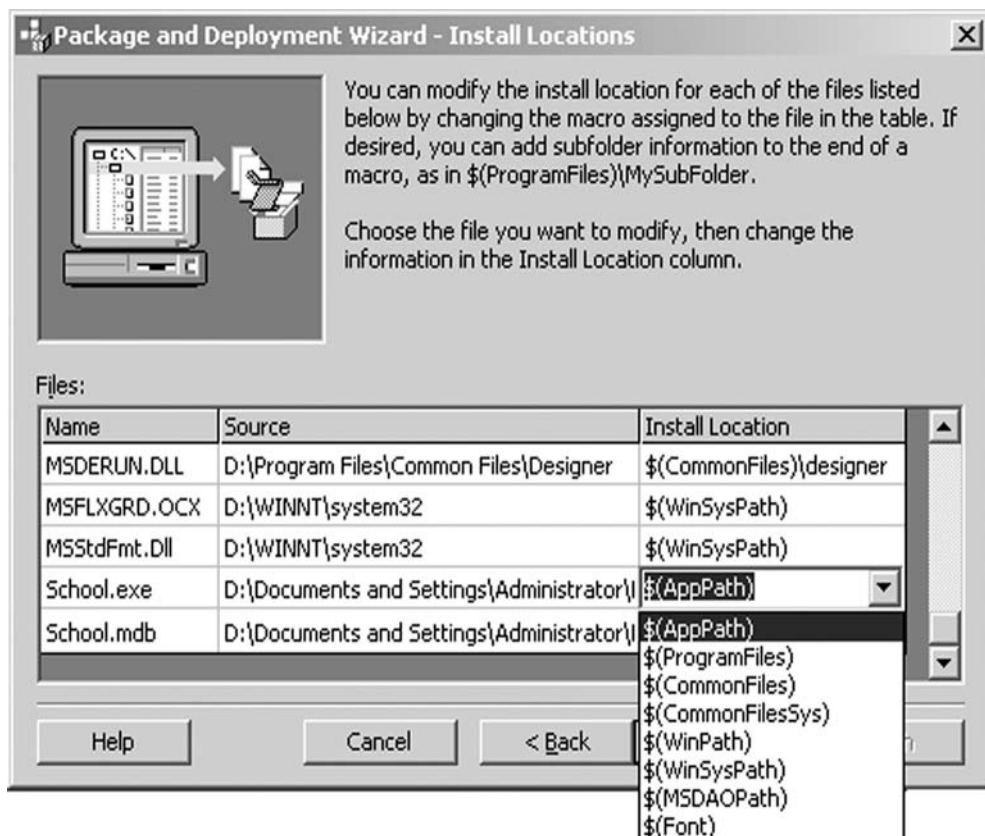 Package and Deployment Wizard - Install Locations
You can modify the install location for each of the files listed
below by changing the macro assigned to the file in the table. If
desired, you can add subfolder information to the end of a
macro, as in $(ProgramFiles)\MySubFolder.
Choose the file you want to modify, then change the
information in the Install Location column.
C:\
Files:
Name Source Install Location
MSDERUN.DLL D:\Program Files\Common Files\Designer $(CommonFiles)\designer
MSFLXGRD.OCX D:\WINNT\system32 $(WinSysPath)
MSStdFmt.Dll D:\WINNT\system32 $(WinSysPath)
School.exe D:\Documents and Settings\Administrator\ $(AppPath)
School.mdb D:\Documents and Settings\Administrator\ $(AppPath)
$(ProgramFiles)
$(CommonFiles)
$(CommonFilesSys)
Help Cancel < Back $(WinPath)
$(WinSysPath)
$(MSDAOPath)
$(Font)